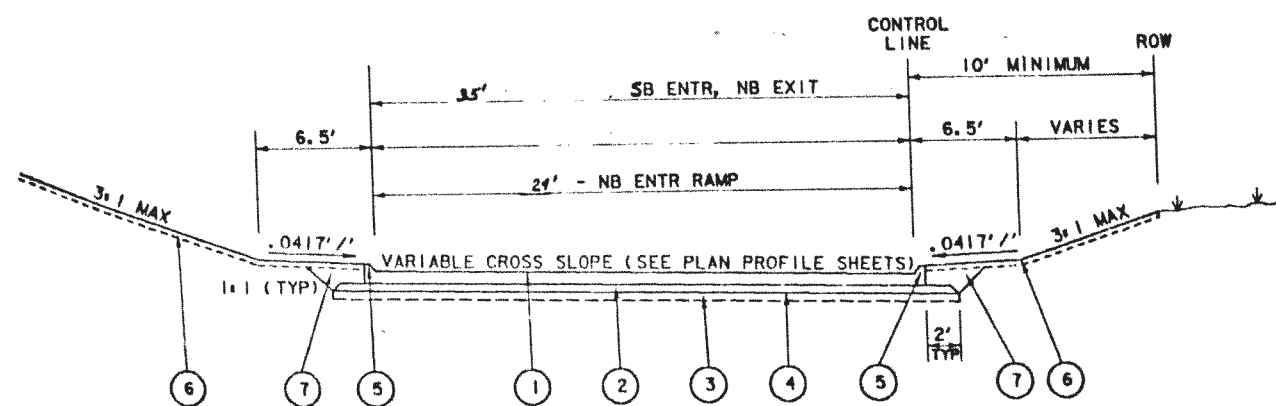 CONTROL
LINE
ROW
10' MINIMUM
35' SB ENTR, NB EXIT
6.5'
6.5'
VARIES
24' - NB ENTR RAMP
3:1 MAX
3:1 MAX
.0417'/'
.0417'/'
VARIABLE CROSS SLOPE (SEE PLAN PROFILE SHEETS)
1:1 (TYP)
2'
TYP
6
7
5
1
2
3
4
5
7
6